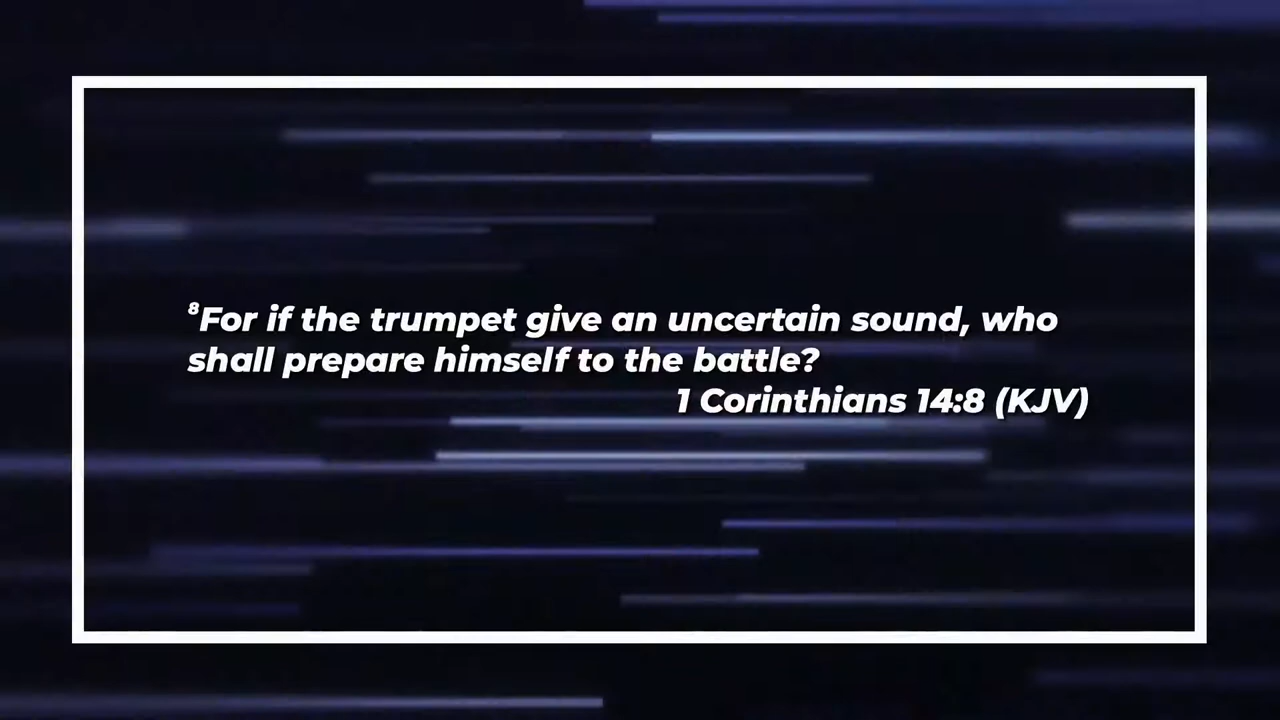 ⁸For if the trumpet give an uncertain sound, who
shall prepare himself to the battle?
1 Corinthians 14:8 (KJV)